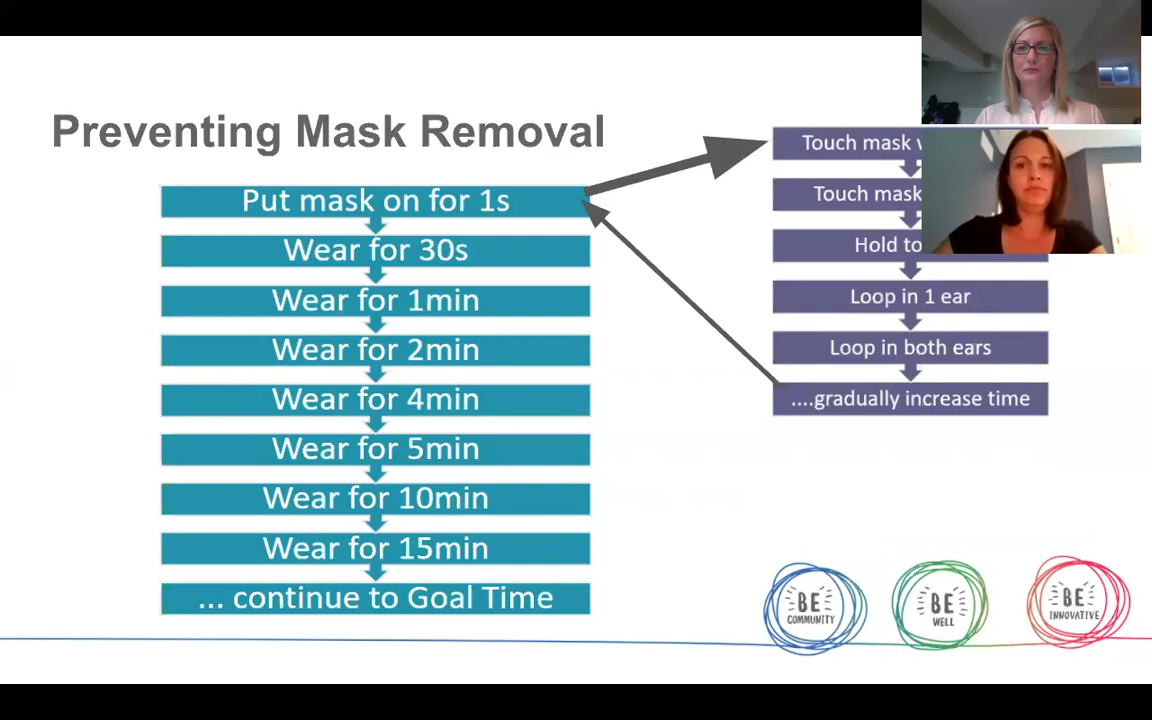 Preventing Mask Removal
Put mask on for 1s
Wear for 30s
Wear for 1min
Wear for 2min
Wear for 4min
Wear for 5min
Wear for 10min
Wear for 15min
... continue to Goal Time
Touch mask
Touch mask
Hold
Loop in 1 ear
Loop in both ears
....gradually increase time
BE
COMMUNITY
BE
WELL
BE
INNOVATIVE